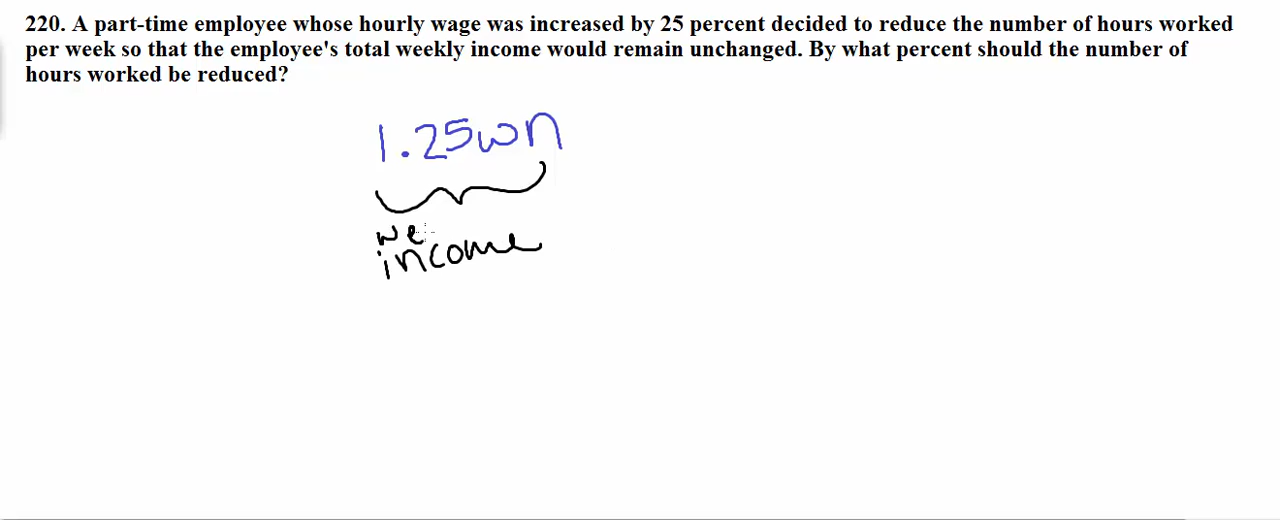 220. A part-time employee whose hourly wage was increased by 25 percent decided to reduce the number of hours worked
per week so that the employee's total weekly income would remain unchanged. By what percent should the number of
hours worked be reduced?
1.25wn
we
income